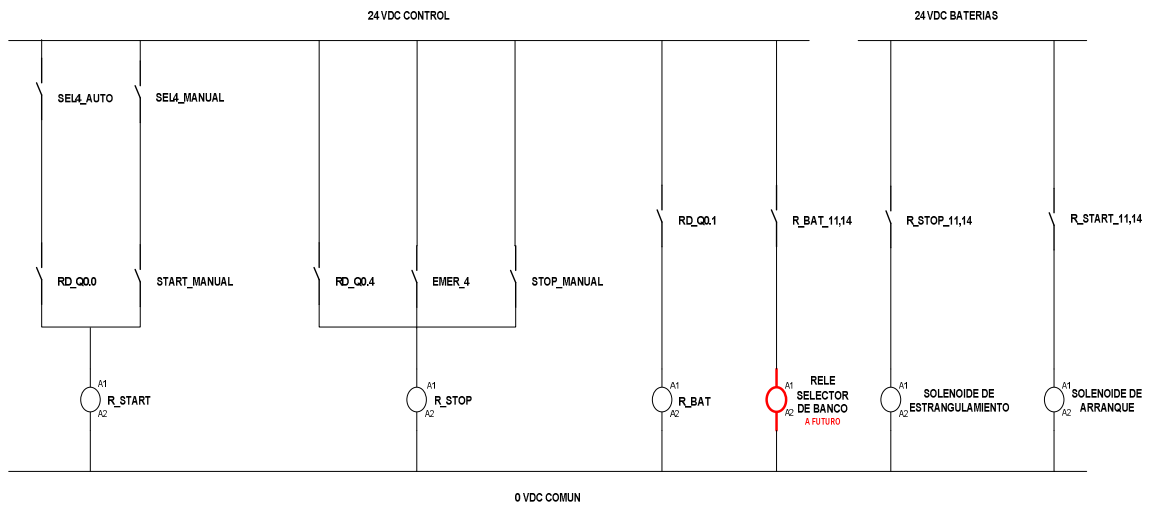 24 VDC CONTROL
24 VDC BATERIAS
SEL4_AUTO
SEL4_MANUAL
RD_Q0.1
R_BAT_11,14
R_STOP_11,14
R_START_11,14
RD_Q0.0
START_MANUAL
RD_Q0.4
EMER_4
STOP_MANUAL
A1
R_START
A2
A1
R_STOP
A2
A1
R_BAT
A2
A1
A2
RELE
SELECTOR
DE BANCO
A FUTURO
A1
A2
SOLENOIDE DE
ESTRANGULAMIENTO
A1
A2
SOLENOIDE DE
ARRANQUE
0 VDC COMUN